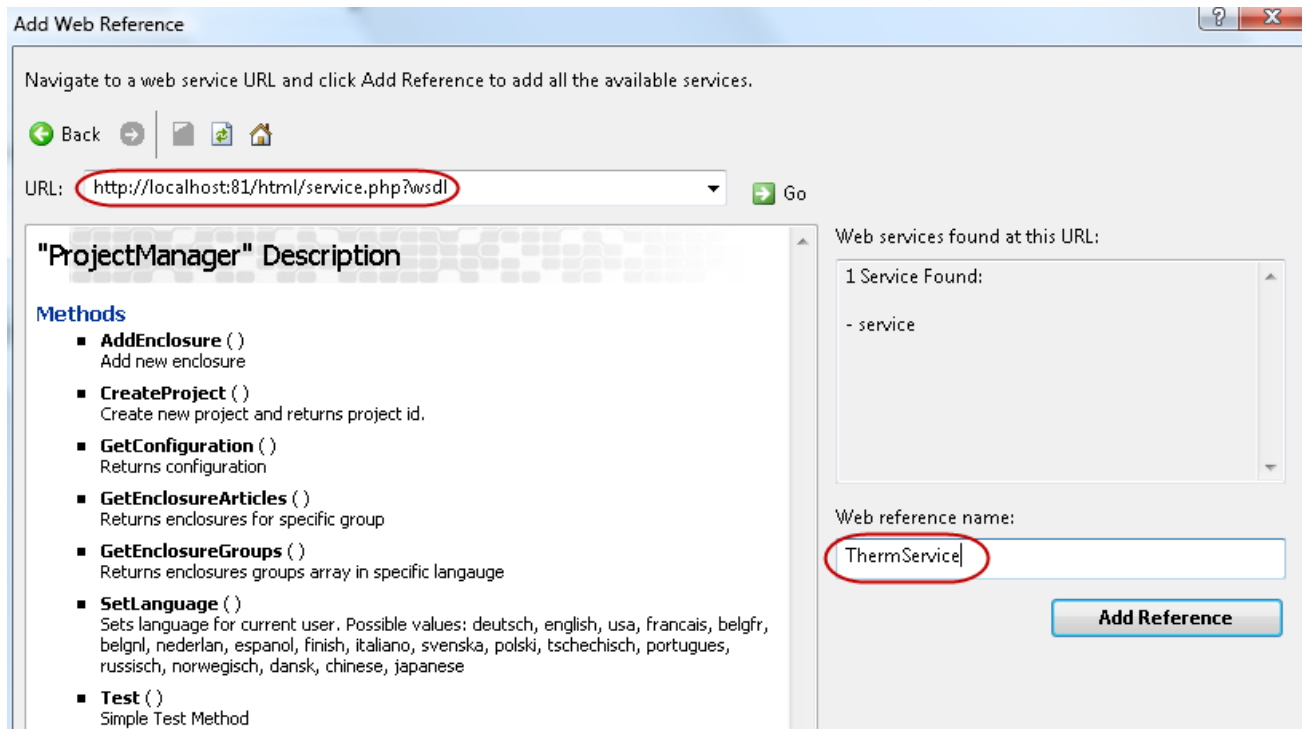 Add Web Reference
Navigate to a web service URL and click Add Reference to add all the available services.
Back
URL: http://localhost:81/html/service.php?wsdl Go
"ProjectManager" Description
Methods
AddEnclosure ( )
Add new enclosure
CreateProject ( )
Create new project and returns project id.
GetConfiguration ( )
Returns configuration
GetEnclosureArticles ( )
Returns enclosures for specific group
GetEnclosureGroups ( )
Returns enclosures groups array in specific langauge
SetLanguage ( )
Sets language for current user. Possible values: deutsch, english, usa, francais, belgfr,
belgnl, nederlan, espanol, finish, italiano, svenska, polski, tschechisch, portugues,
russisch, norwegisch, dansk, chinese, japanese
Test ( )
Simple Test Method
Web services found at this URL:
1 Service Found:
- service
Web reference name:
ThermService
Add Reference